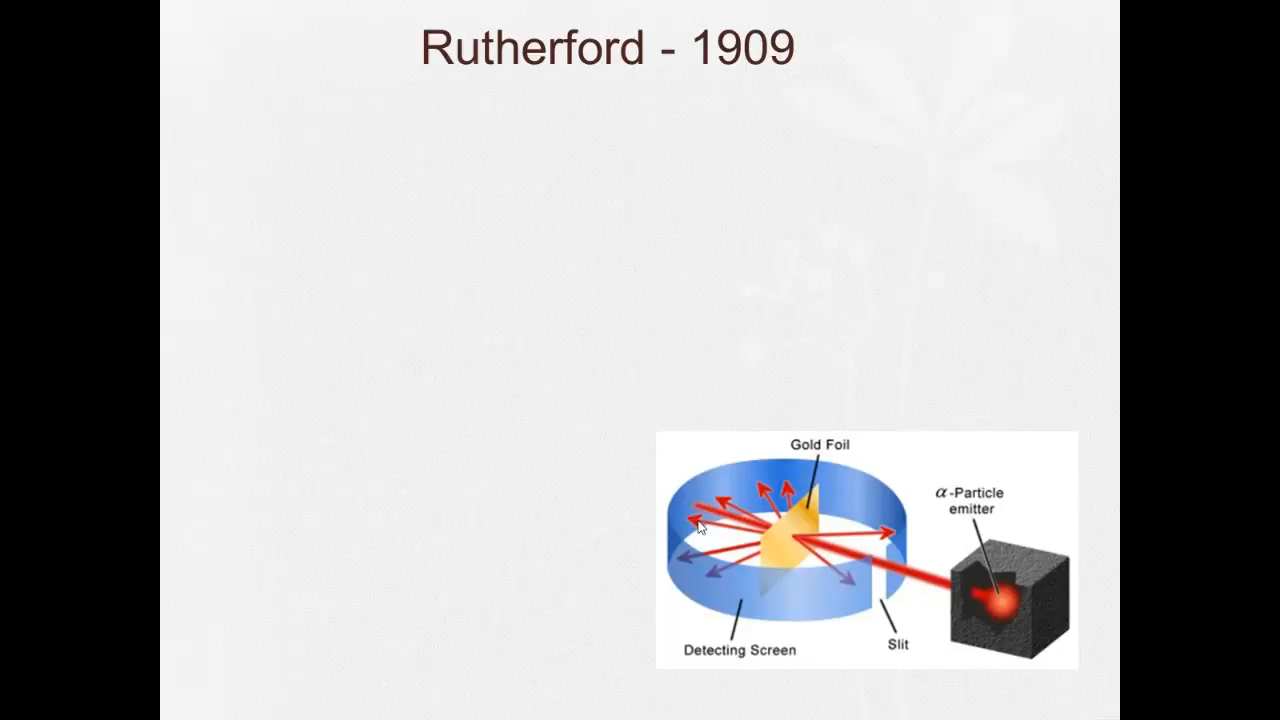 Rutherford - 1909
Gold Foil
α-Particle
emitter
Slit
Detecting Screen